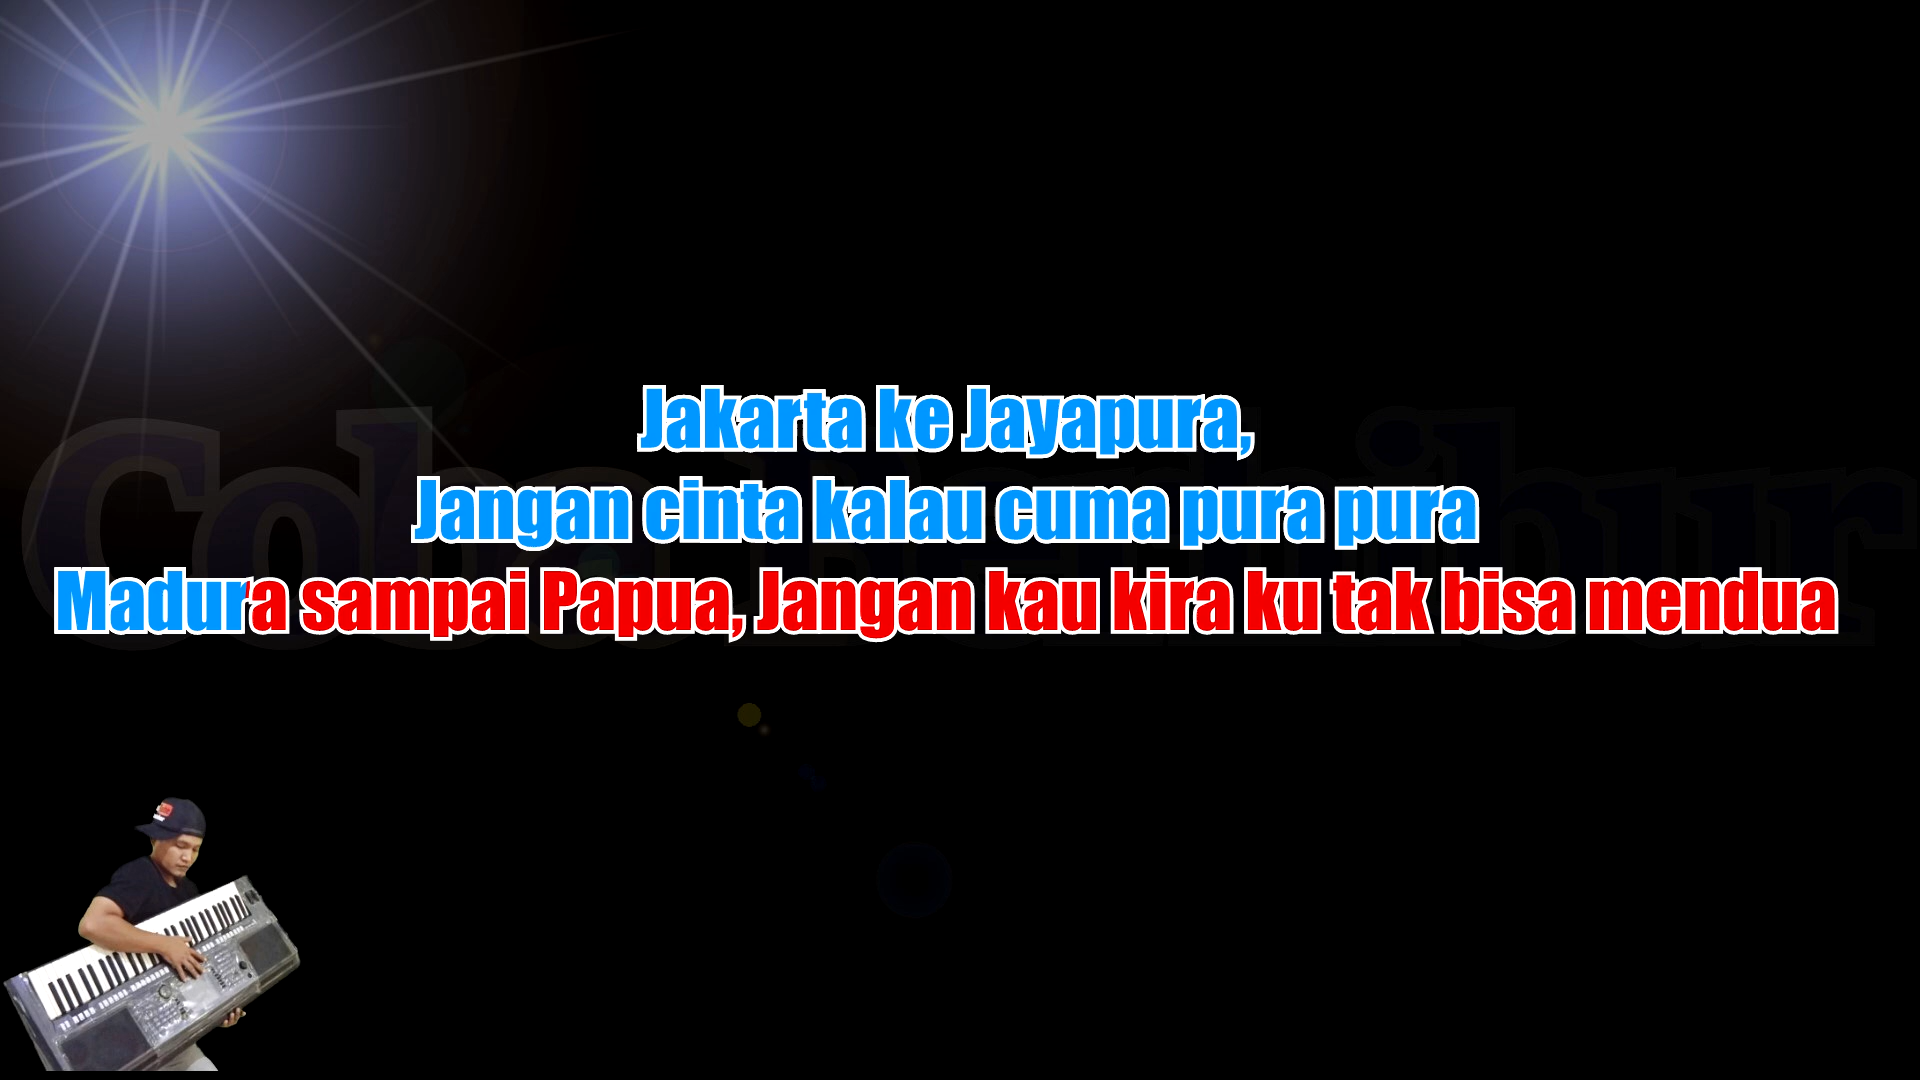 Jakarta ke Jayapura,
Jangan cinta kalau cuma pura pura
Madura sampai Papua, Jangan kau kira ku tak bisa mendua